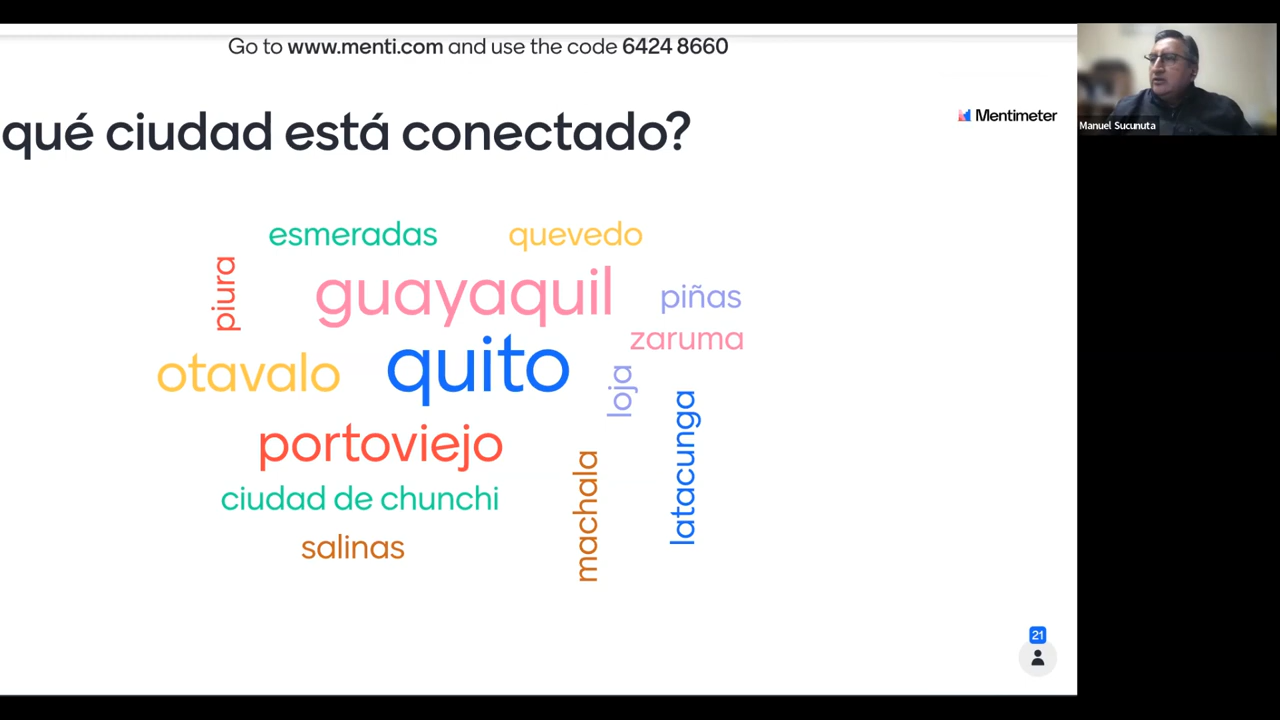 Go to www.menti.com and use the code 6424 8660
qué ciudad está conectado?
Mentimeter
Manuel Sucunuta
esmeradas
quevedo
piura
guayaquil
piñas
zaruma
otavalo
quito
loja
latacunga
portoviejo
machala
ciudad de chunchi
salinas
21